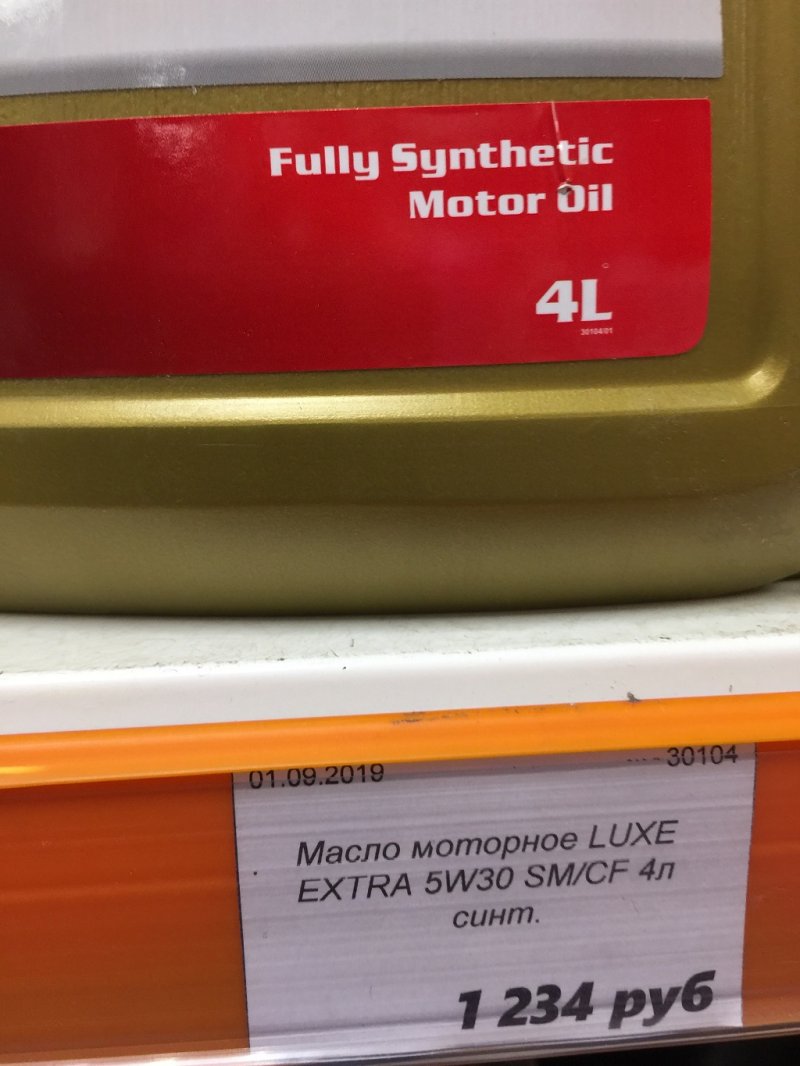 Fully Synthetic
Motor Oil
4L
30104/01
01.09.2019
30104
Масло моторное LUXE
EXTRA 5W30 SM/CF 4л
синт.
1 234 руб